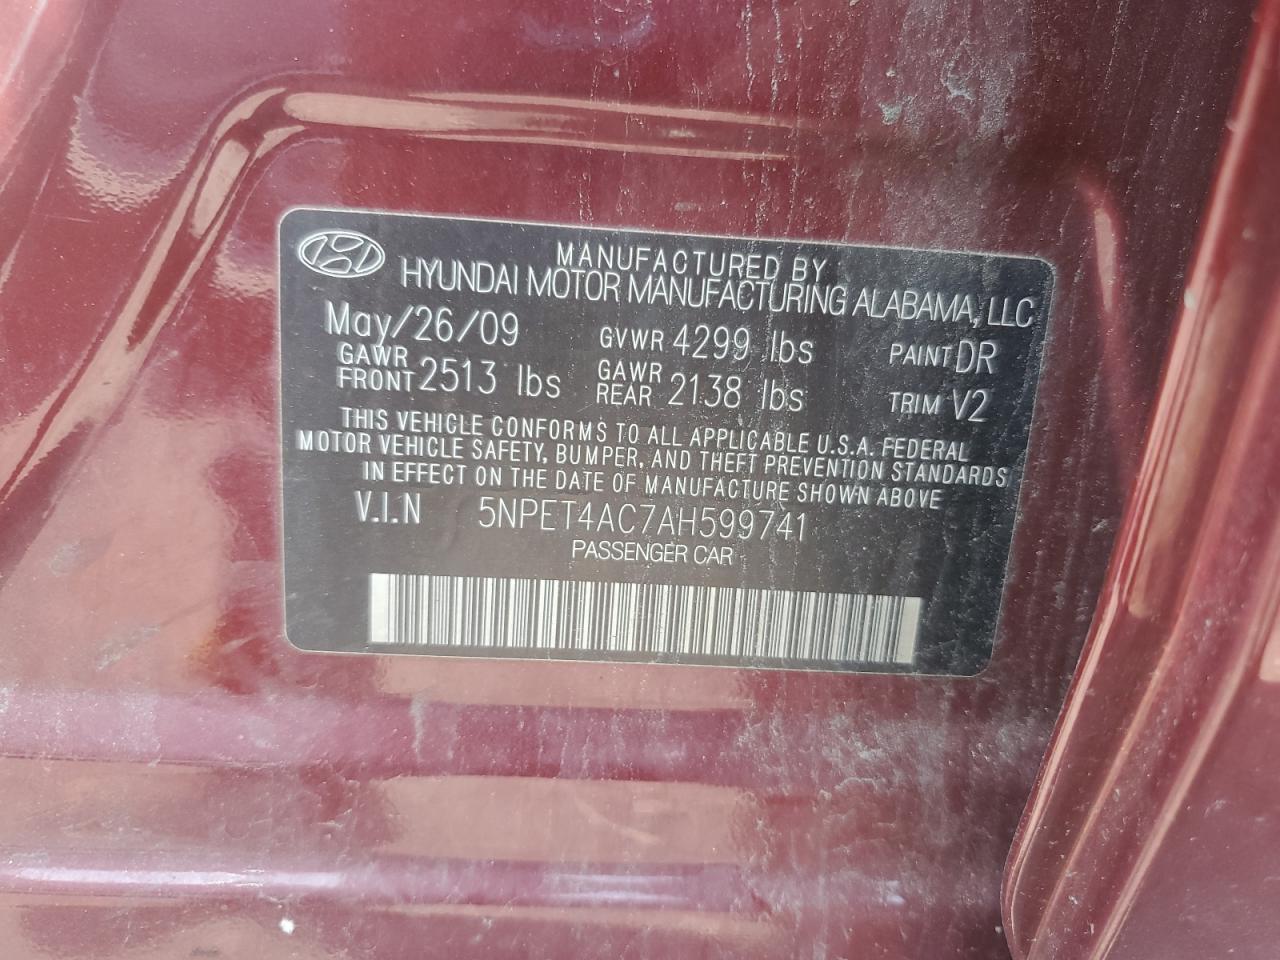 MANUFACTURED BY
HYUNDAI MOTOR MANUFACTURING ALABAMA, LLC
May/26/09 GVWR 4299 lbs PAINT DR
GAWR FRONT 2513 lbs GAWR REAR 2138 lbs TRIM V2
THIS VEHICLE CONFORMS TO ALL APPLICABLE U.S.A. FEDERAL
MOTOR VEHICLE SAFETY, BUMPER, AND THEFT PREVENTION STANDARDS
IN EFFECT ON THE DATE OF MANUFACTURE SHOWN ABOVE
V.I.N 5NPET4AC7AH599741
PASSENGER CAR